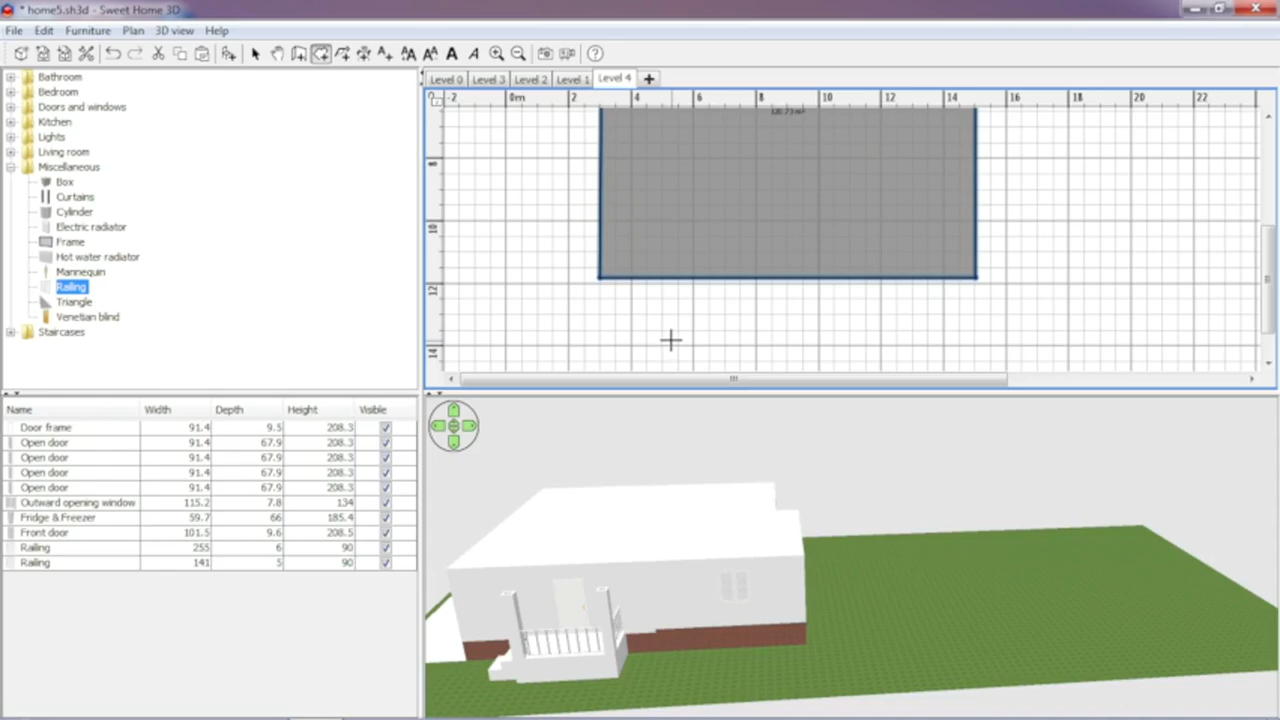 * home5.sh3d - Sweet Home 3D
File Edit Furniture Plan 3D view Help
Bathroom
Bedroom
Doors and windows
Kitchen
Lights
Living room
Miscellaneous
Box
Curtains
Cylinder
Electric radiator
Frame
Hot water radiator
Mannequin
Railing
Triangle
Venetian blind
Staircases
Level 0 Level 3 Level 2 Level 1 Level 4
-2 0m 2 4 6 8 10 12 14 16 18 20 22
8
10
12
14
Name Width Depth Height Visible
Door frame 91.4 9.5 208.3
Open door 91.4 67.9 208.3
Open door 91.4 67.9 208.3
Open door 91.4 67.9 208.3
Open door 91.4 67.9 208.3
Outward opening window 115.2 7.8 134
Fridge & Freezer 59.7 66 185.4
Front door 101.5 9.6 208.5
Railing 255 6 90
Railing 141 5 90